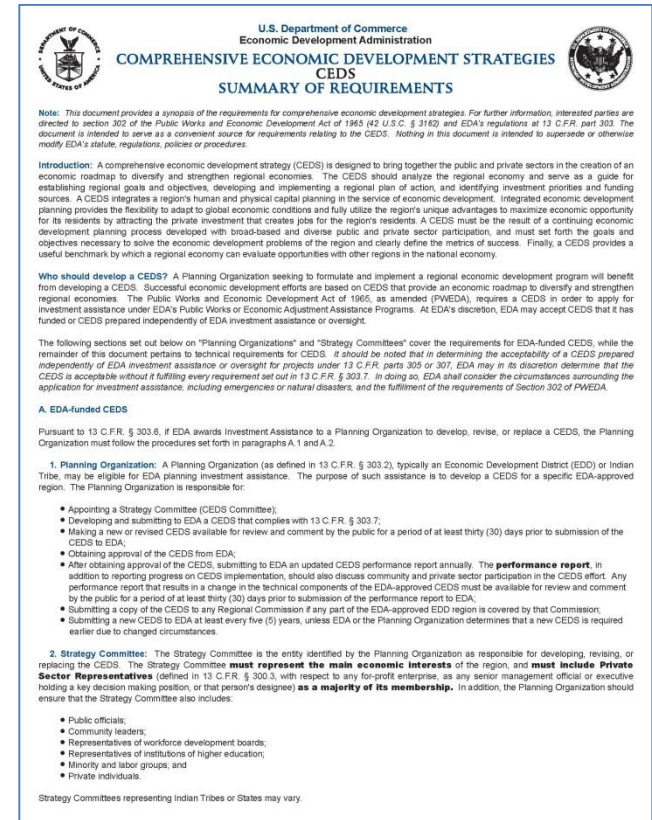 U.S. Department of Commerce
Economic Development Administration
COMPREHENSIVE ECONOMIC DEVELOPMENT STRATEGIES
CEDS
SUMMARY OF REQUIREMENTS
Note: This document provides a synopsis of the requirements for comprehensive economic development strategies. For further information, interested parties are
directed to section 302 of the Public Works and Economic Development Act of 1965 (42 U.S.C. § 3162) and EDA's regulations at 13 C.F.R. part 303. The
document is intended to serve as a convenient source for requirements relating to the CEDS. Nothing in this document is intended to supersede or otherwise
modify EDA's statute, regulations, policies or procedures.
Introduction: A comprehensive economic development strategy (CEDS) is designed to bring together the public and private sectors in the creation of an
economic roadmap to diversify and strengthen regional economies. The CEDS should analyze the regional economy and serve as a guide for
establishing regional goals and objectives, developing and implementing a regional plan of action, and identifying investment priorities and funding
sources. A CEDS integrates a region's human and physical capital planning in the service of economic development. Integrated economic development
planning provides the flexibility to adapt to global economic conditions and fully utilize the region's unique advantages to maximize economic opportunity
for its residents by attracting the private investment that creates jobs for the region's residents. A CEDS must be the result of a continuing economic
development planning process developed with broad-based and diverse public and private sector participation, and must set forth the goals and
objectives necessary to solve the economic development problems of the region and clearly define the metrics of success. Finally, a CEDS provides a
useful benchmark by which a regional economy can evaluate opportunities with other regions in the national economy.
Who should develop a CEDS? A Planning Organization seeking to formulate and implement a regional economic development program will benefit
from developing a CEDS. Successful economic development efforts are based on CEDS that provide an economic roadmap to diversify and strengthen
regional economies. The Public Works and Economic Development Act of 1965, as amended (PWEDA), requires a CEDS in order to apply for
investment assistance under EDA's Public Works or Economic Adjustment Assistance Programs. At EDA's discretion, EDA may accept CEDS that it has
funded or CEDS prepared independently of EDA investment assistance or oversight.
The following sections set out below on "Planning Organizations" and "Strategy Committees" cover the requirements for EDA-funded CEDS, while the
remainder of this document pertains to technical requirements for CEDS. It should be noted that in determining the acceptability of a CEDS prepared
independently of EDA investment assistance or oversight for projects under 13 C.F.R. parts 305 or 307, EDA may in its discretion determine that the
CEDS is acceptable without it fulfilling every requirement set out in 13 C.F.R. § 303.7. In doing so, EDA shall consider the circumstances surrounding the
application for investment assistance, including emergencies or natural disasters, and the fulfillment of the requirements of Section 302 of PWEDA.
A. EDA-funded CEDS
Pursuant to 13 C.F.R. § 303.6, if EDA awards Investment Assistance to a Planning Organization to develop, revise, or replace a CEDS, the Planning
Organization must follow the procedures set forth in paragraphs A.1 and A.2.
1. Planning Organization: A Planning Organization (as defined in 13 C.F.R. § 303.2), typically an Economic Development District (EDD) or Indian
Tribe, may be eligible for EDA planning investment assistance. The purpose of such assistance is to develop a CEDS for a specific EDA-approved
region. The Planning Organization is responsible for:
● Appointing a Strategy Committee (CEDS Committee);
● Developing and submitting to EDA a CEDS that complies with 13 C.F.R. § 303.7;
● Making a new or revised CEDS available for review and comment by the public for a period of at least thirty (30) days prior to submission of the
CEDS to EDA;
● Obtaining approval of the CEDS from EDA;
● After obtaining approval of the CEDS, submitting to EDA an updated CEDS performance report annually. The performance report, in
addition to reporting progress on CEDS implementation, should also discuss community and private sector participation in the CEDS effort. Any
performance report that results in a change in the technical components of the EDA-approved CEDS must be available for review and comment
by the public for a period of at least thirty (30) days prior to submission of the performance report to EDA;
● Submitting a copy of the CEDS to any Regional Commission if any part of the EDA-approved EDD region is covered by that Commission;
● Submitting a new CEDS to EDA at least every five (5) years, unless EDA or the Planning Organization determines that a new CEDS is required
earlier due to changed circumstances.
2. Strategy Committee: The Strategy Committee is the entity identified by the Planning Organization as responsible for developing, revising, or
replacing the CEDS. The Strategy Committee must represent the main economic interests of the region, and must include Private
Sector Representatives (defined in 13 C.F.R. § 300.3, with respect to any for-profit enterprise, as any senior management official or executive
holding a key decision making position, or that person's designee) as a majority of its membership. In addition, the Planning Organization should
ensure that the Strategy Committee also includes:
● Public officials;
● Community leaders;
● Representatives of workforce development boards;
● Representatives of institutions of higher education;
● Minority and labor groups; and
● Private individuals.
Strategy Committees representing Indian Tribes or States may vary.